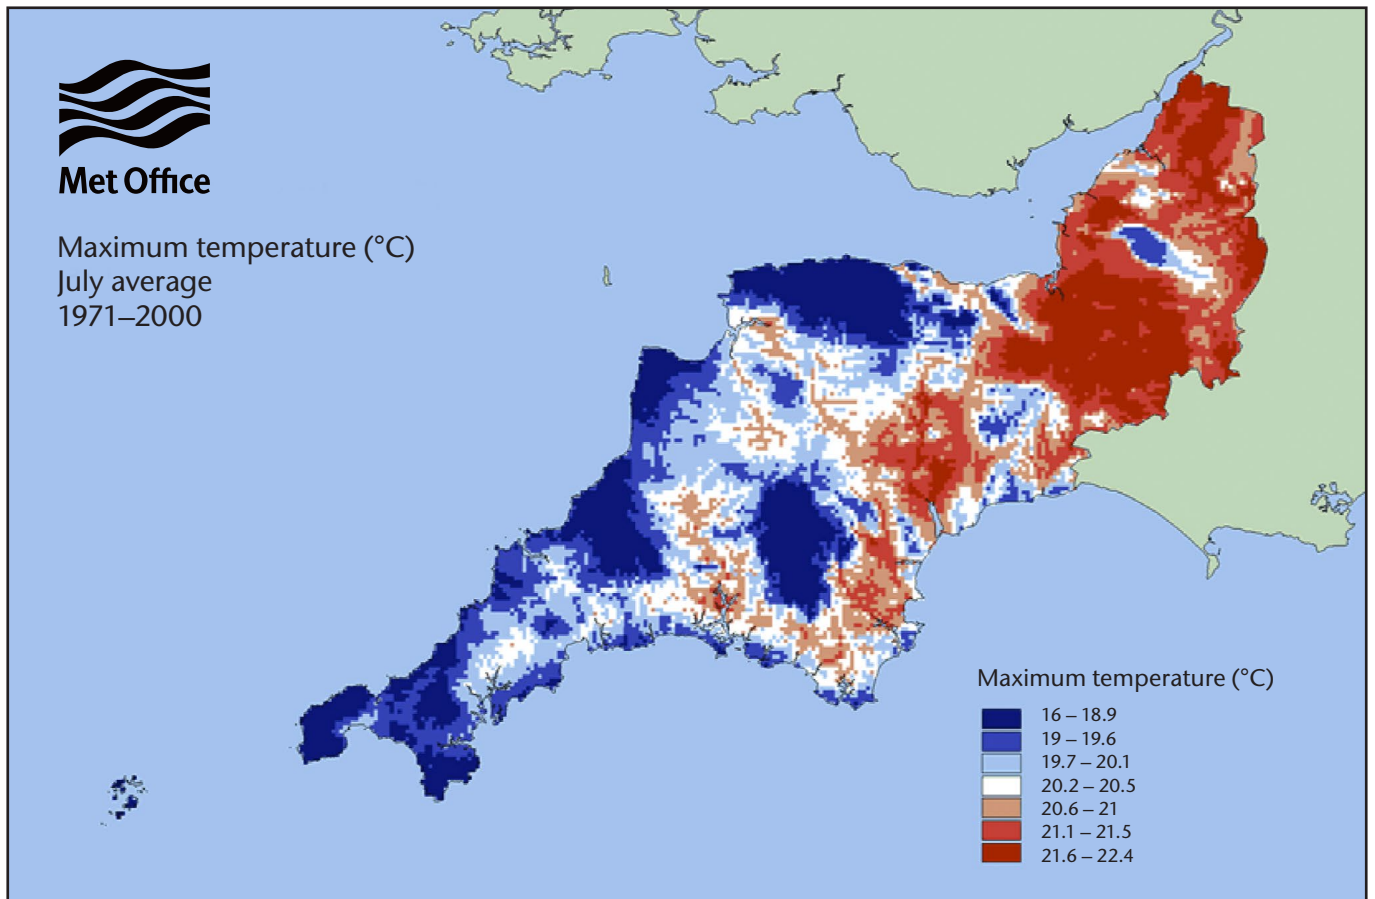 Met Office
Maximum temperature (°C)
July average
1971–2000
Maximum temperature (°C)
16 – 18.9
19 – 19.6
19.7 – 20.1
20.2 – 20.5
20.6 – 21
21.1 – 21.5
21.6 – 22.4